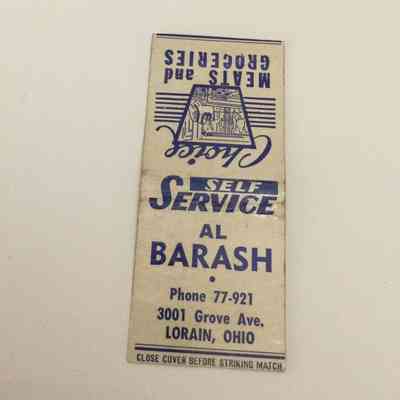 Choice
MEATS and
GROCERIES
SELF
SERVICE
AL
BARASH
Phone 77-921
3001 Grove Ave.
LORAIN, OHIO
CLOSE COVER BEFORE STRIKING MATCH